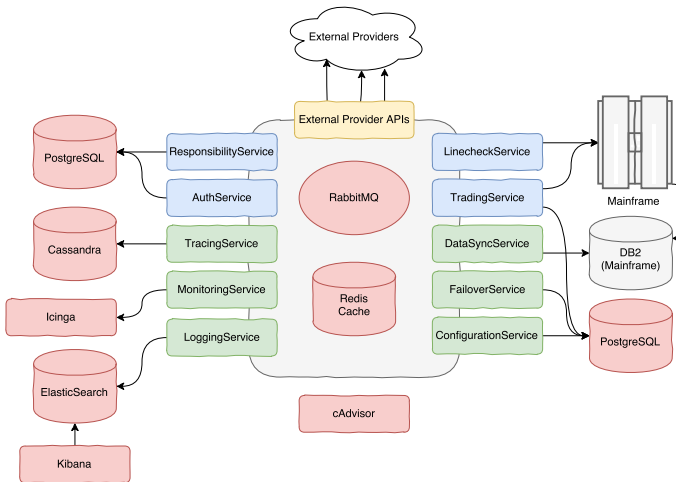 External Providers
External Provider APIs
PostgreSQL
ResponsibilityService
LinecheckService
AuthService
RabbitMQ
TradingService
Mainframe
Cassandra
TracingService
DataSyncService
DB2
(Mainframe)
Icinga
MonitoringService
Redis
Cache
FailoverService
LoggingService
ConfigurationService
PostgreSQL
ElasticSearch
cAdvisor
Kibana